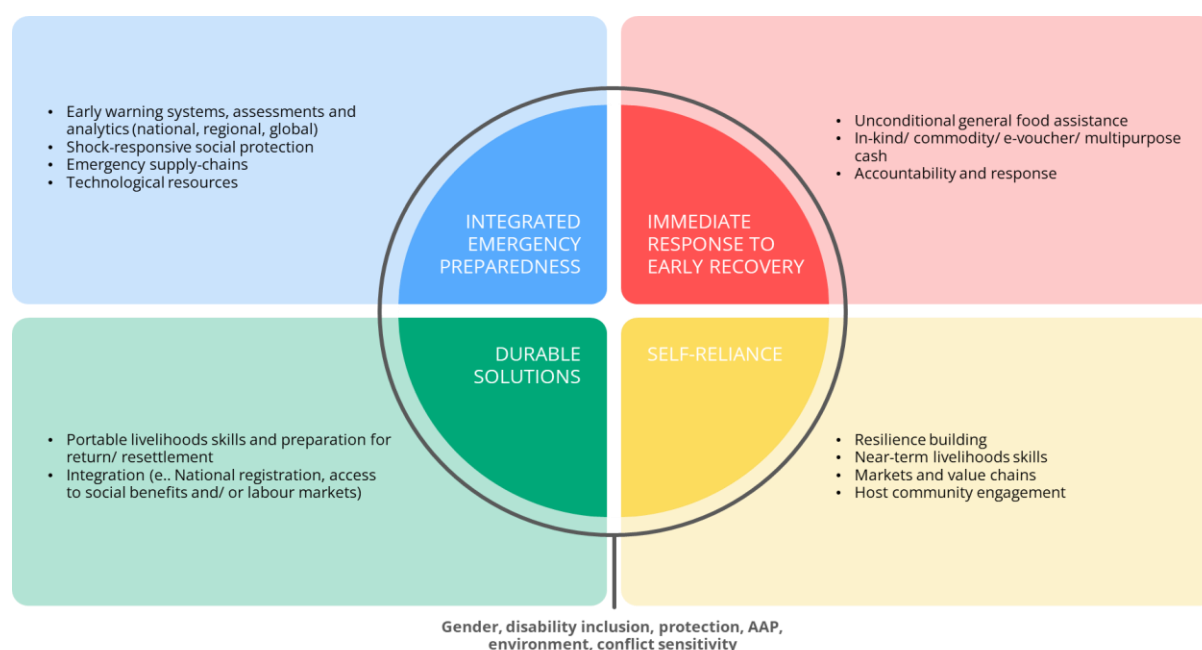 • Early warning systems, assessments and
analytics (national, regional, global)
• Shock-responsive social protection
• Emergency supply-chains
• Technological resources
INTEGRATED
EMERGENCY
PREPAREDNESS
• Unconditional general food assistance
• In-kind/ commodity/ e-voucher/ multipurpose
cash
• Accountability and response
IMMEDIATE
RESPONSE TO
EARLY RECOVERY
DURABLE
SOLUTIONS
• Portable livelihoods skills and preparation for
return/ resettlement
• Integration (e.. National registration, access
to social benefits and/ or labour markets)
SELF-RELIANCE
• Resilience building
• Near-term livelihoods skills
• Markets and value chains
• Host community engagement
Gender, disability inclusion, protection, AAP,
environment, conflict sensitivity